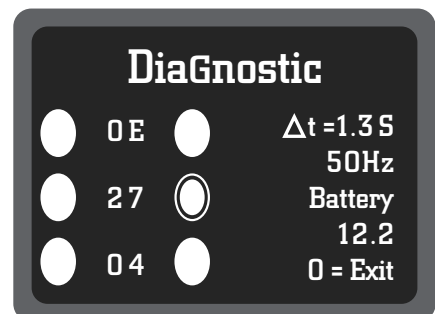 DiaGnostic
0E
27
04
Δt =1.3 S
50Hz
Battery
12.2
0 = Exit